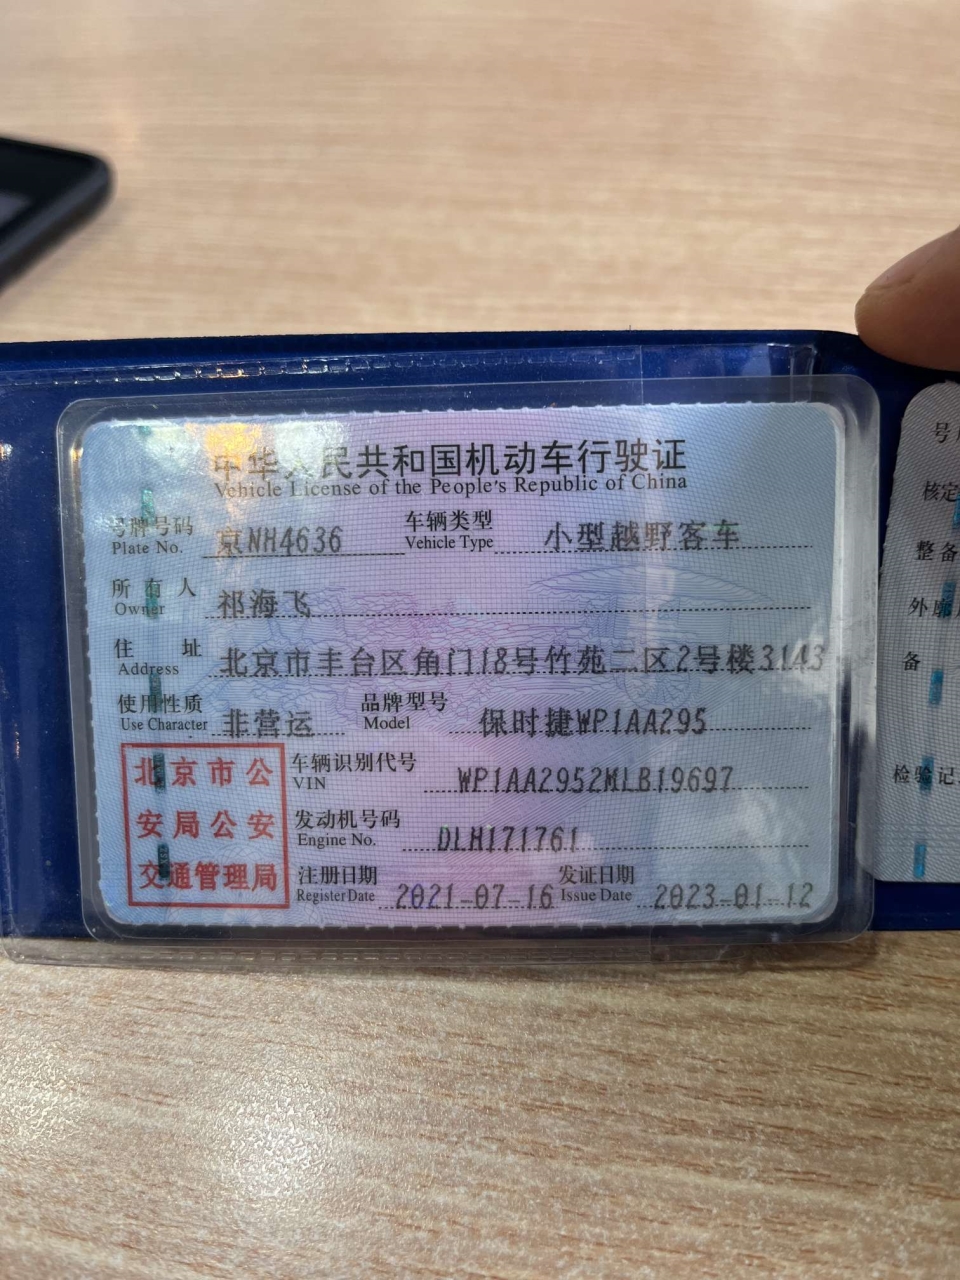 中华人民共和国机动车行驶证
Vehicle License of the People's Republic of China
号牌号码 京NH4636 车辆类型 小型越野客车
Plate No. Vehicle Type
所有人 祁海飞
Owner
住址 北京市丰台区角门18号竹苑二区2号楼3143
Address
使用性质 非营运 品牌型号 保时捷WP1AA295
Use Character Model
北京市公
安局公安
交通管理局
车辆识别代号 WP1AA2952MLB19697
VIN
发动机号码 DLH171761
Engine No.
注册日期 2021-07-16 发证日期 2023-01-12
Register Date Issue Date
号
核定
整备
外廓
备
检验记